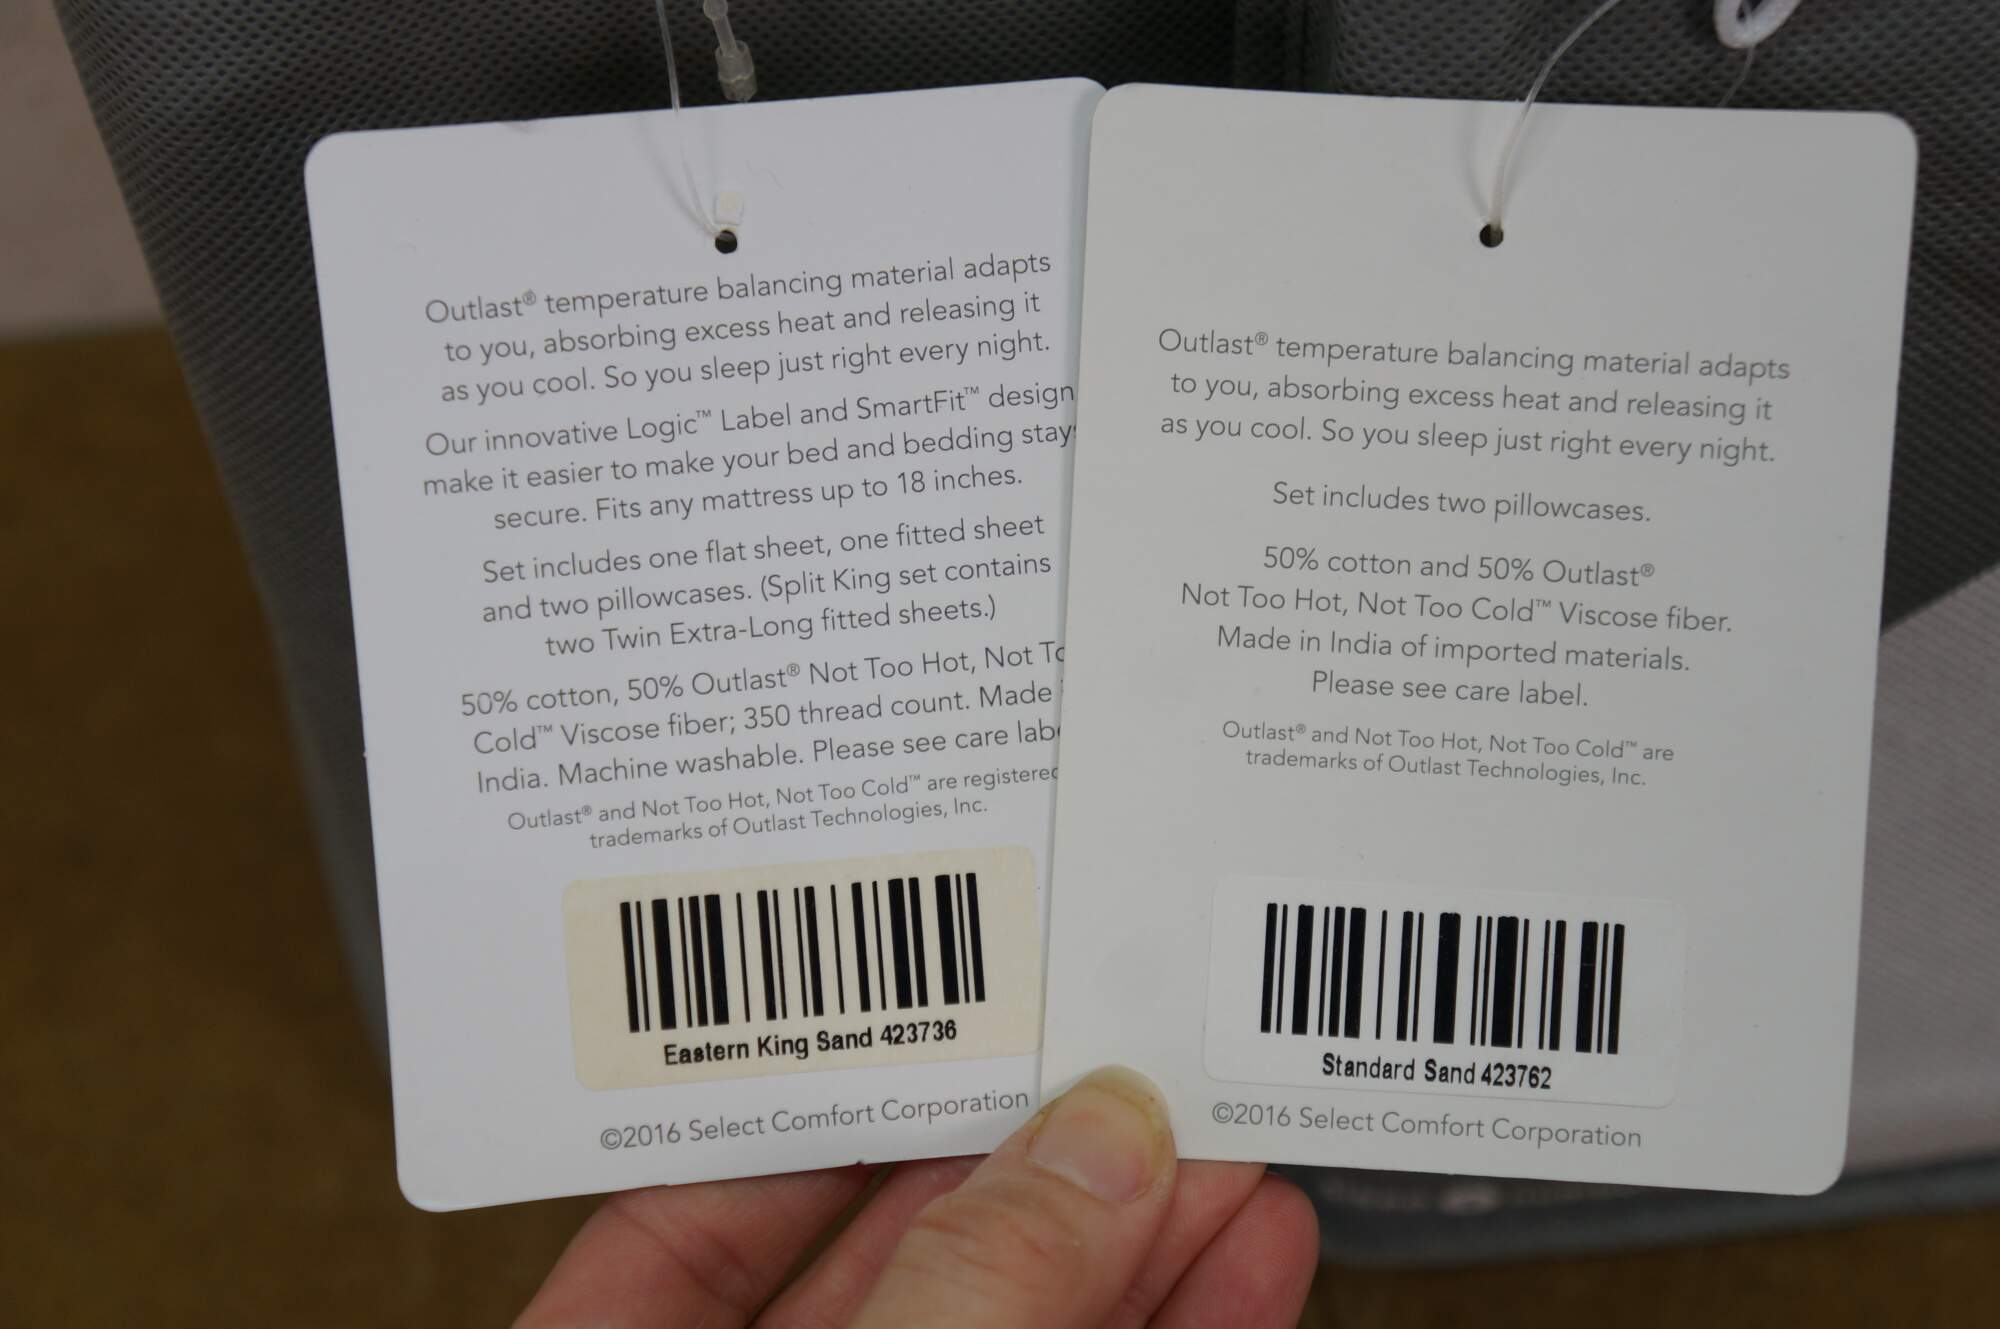 Outlast® temperature balancing material adapts
to you, absorbing excess heat and releasing it
as you cool. So you sleep just right every night.
Our innovative Logic™ Label and SmartFit™ design
make it easier to make your bed and bedding stay
secure. Fits any mattress up to 18 inches.
Set includes one flat sheet, one fitted sheet
and two pillowcases. (Split King set contains
two Twin Extra-Long fitted sheets.)
50% cotton, 50% Outlast® Not Too Hot, Not
Cold™ Viscose fiber; 350 thread count. Made
India. Machine washable. Please see care
Outlast® and Not Too Hot, Not Too Cold™ are registered
trademarks of Outlast Technologies, Inc.
Eastern King Sand 423736
©2016 Select Comfort Corporation
Outlast® temperature balancing material adapts
to you, absorbing excess heat and releasing it
as you cool. So you sleep just right every night.
Set includes two pillowcases.
50% cotton and 50% Outlast®
Not Too Hot, Not Too Cold™ Viscose fiber.
Made in India of imported materials.
Please see care label.
Outlast® and Not Too Hot, Not Too Cold™ are
trademarks of Outlast Technologies, Inc.
Standard Sand 423762
©2016 Select Comfort Corporation